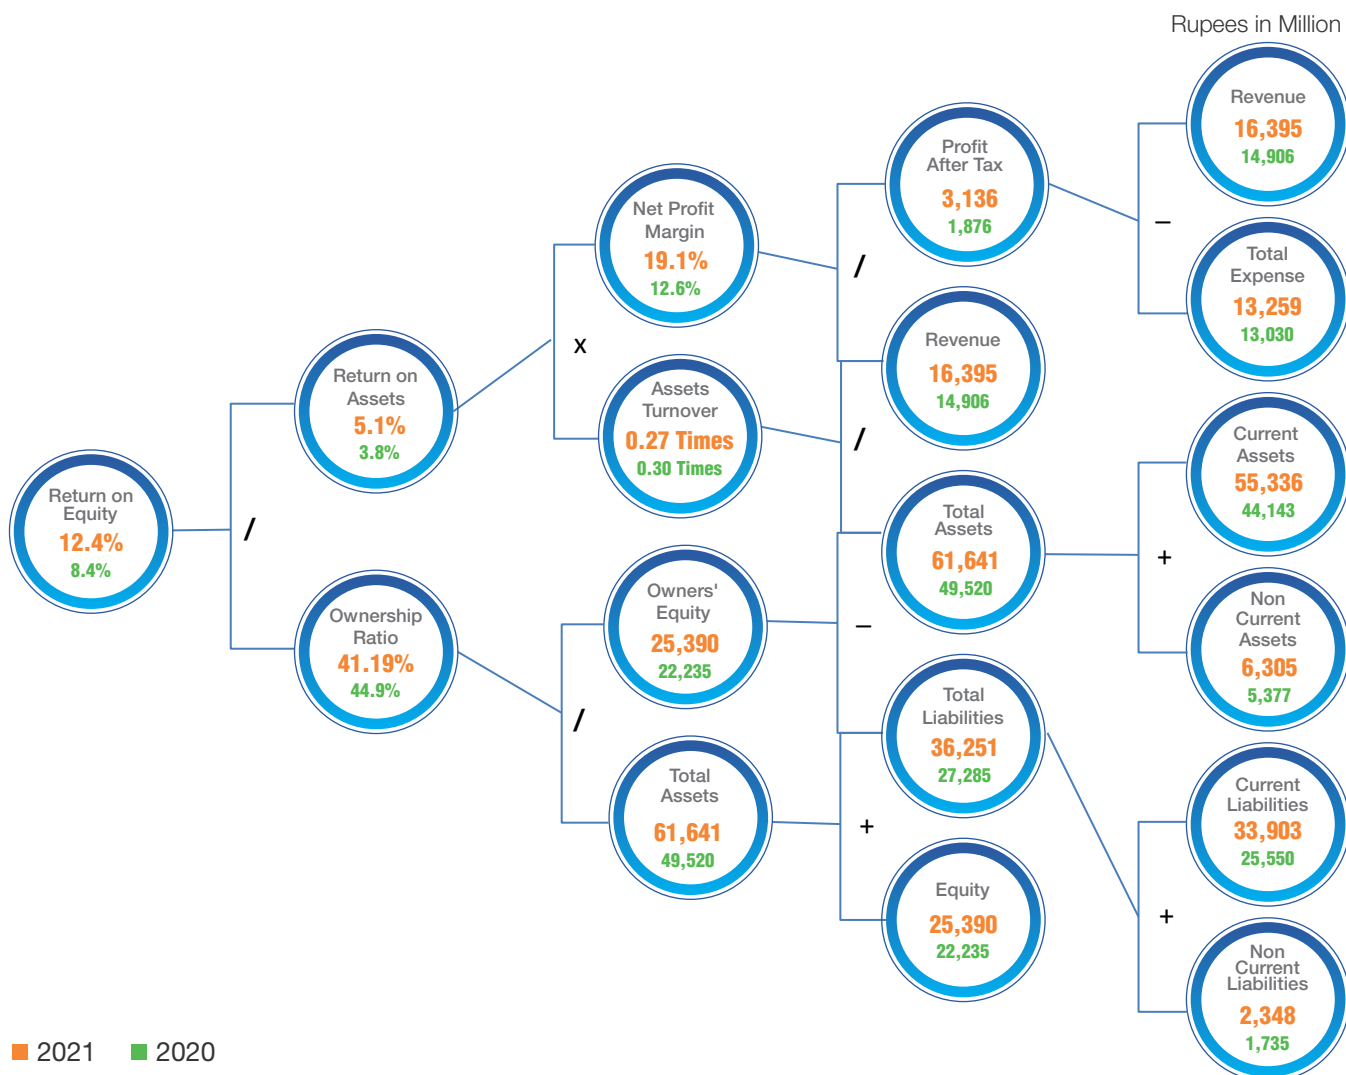 Rupees in Million
Revenue
16,395
14,906
–
Total
Expense
13,259
13,030
Profit
After Tax
3,136
1,876
/
Revenue
16,395
14,906
Net Profit
Margin
19.1%
12.6%
x
Assets
Turnover
0.27 Times
0.30 Times
/
Return on
Assets
5.1%
3.8%
Return on
Equity
12.4%
8.4%
/
Ownership
Ratio
41.19%
44.9%
Owners'
Equity
25,390
22,235
/
Total
Assets
61,641
49,520
Total
Assets
61,641
49,520
–
Total
Liabilities
36,251
27,285
+
Equity
25,390
22,235
Current
Assets
55,336
44,143
+
Non
Current
Assets
6,305
5,377
Current
Liabilities
33,903
25,550
+
Non
Current
Liabilities
2,348
1,735
2021
2020